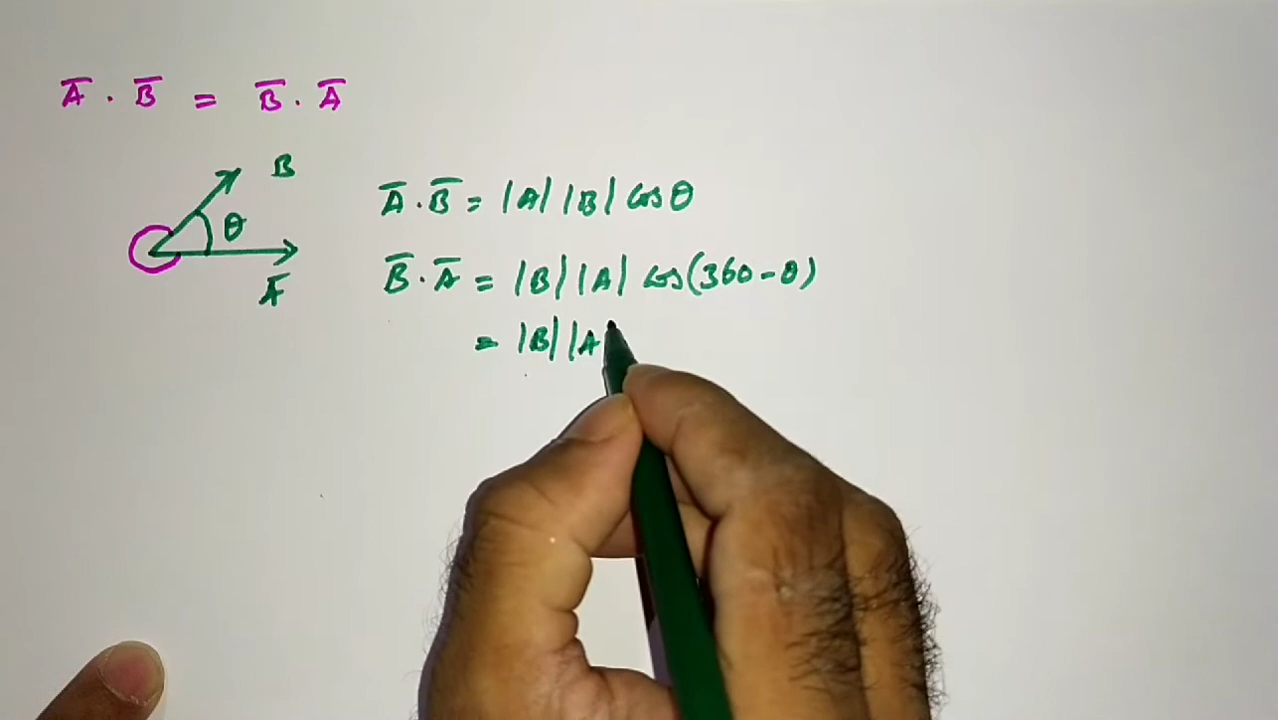 A̅ . B̅ = B̅ . A̅
B
θ
A̅
A̅ . B̅ = |A| |B| cos θ
B̅ . A̅ = |B| |A| cos(360 - θ)
= |B| |A